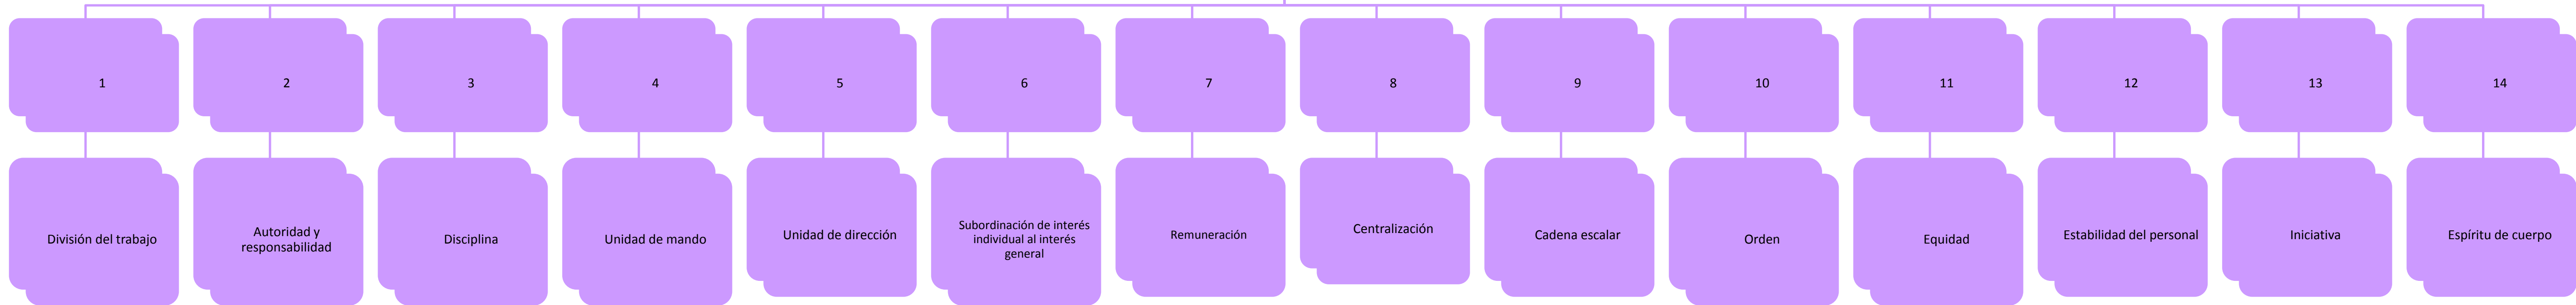 1
2
3
4
5
6
7
8
9
10
11
12
13
14
División del trabajo
Autoridad y
responsabilidad
Disciplina
Unidad de mando
Unidad de dirección
Subordinación de interés
individual al interés
general
Remuneración
Centralización
Cadena escalar
Orden
Equidad
Estabilidad del personal
Iniciativa
Espíritu de cuerpo